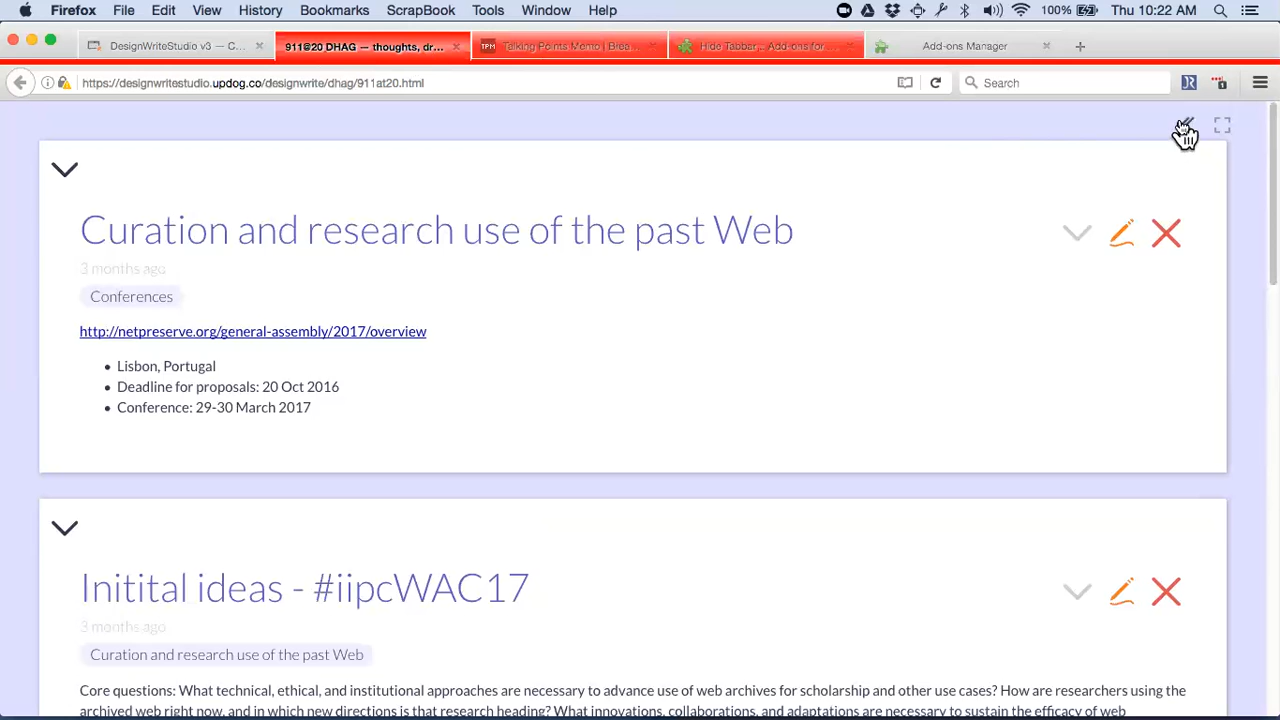 Firefox File Edit View History Bookmarks ScrapBook Tools Window Help 100% Thu 10:22 AM
DesignWriteStudio v3 — C... 911@20 DHAG — thoughts, dr... TPM Talking Points Memo | Brea... Hide Tabbar... Add-ons for... Add-ons Manager
https://designwritestudio.updog.co/designwrite/dhag/911at20.html Search
Curation and research use of the past Web
3 months ago
Conferences
http://netpreserve.org/general-assembly/2017/overview
• Lisbon, Portugal
• Deadline for proposals: 20 Oct 2016
• Conference: 29-30 March 2017
Initital ideas - #iipcWAC17
3 months ago
Curation and research use of the past Web
Core questions: What technical, ethical, and institutional approaches are necessary to advance use of web archives for scholarship and other use cases? How are researchers using the
archived web right now, and in which new directions is that research heading? What innovations, collaborations, and adaptations are necessary to sustain the efficacy of web